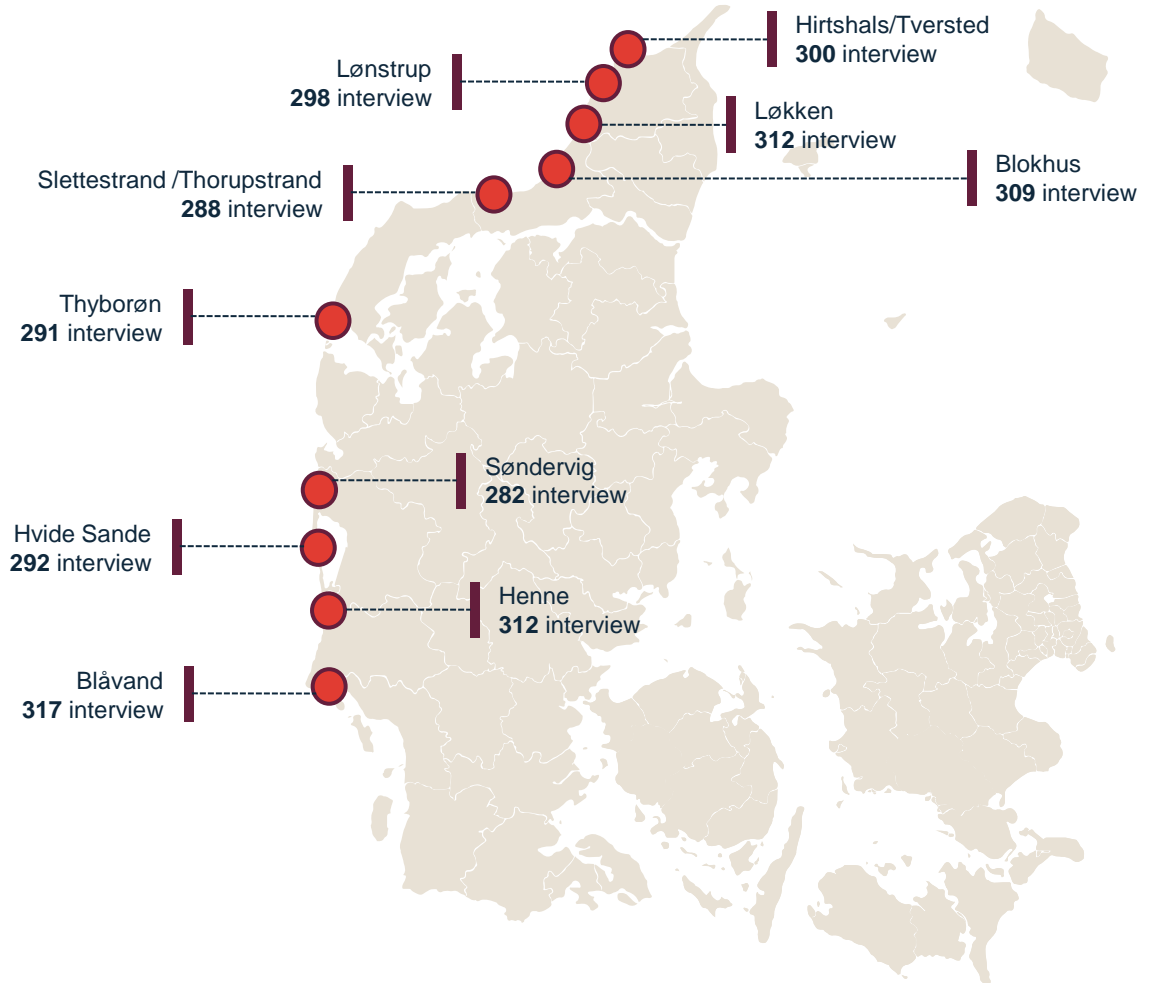 Hirtshals/Tversted
300 interview
Lønstrup
298 interview
Løkken
312 interview
Blokhus
309 interview
Slettestrand /Thorupstrand
288 interview
Thyborøn
291 interview
Søndervig
282 interview
Hvide Sande
292 interview
Henne
312 interview
Blåvand
317 interview